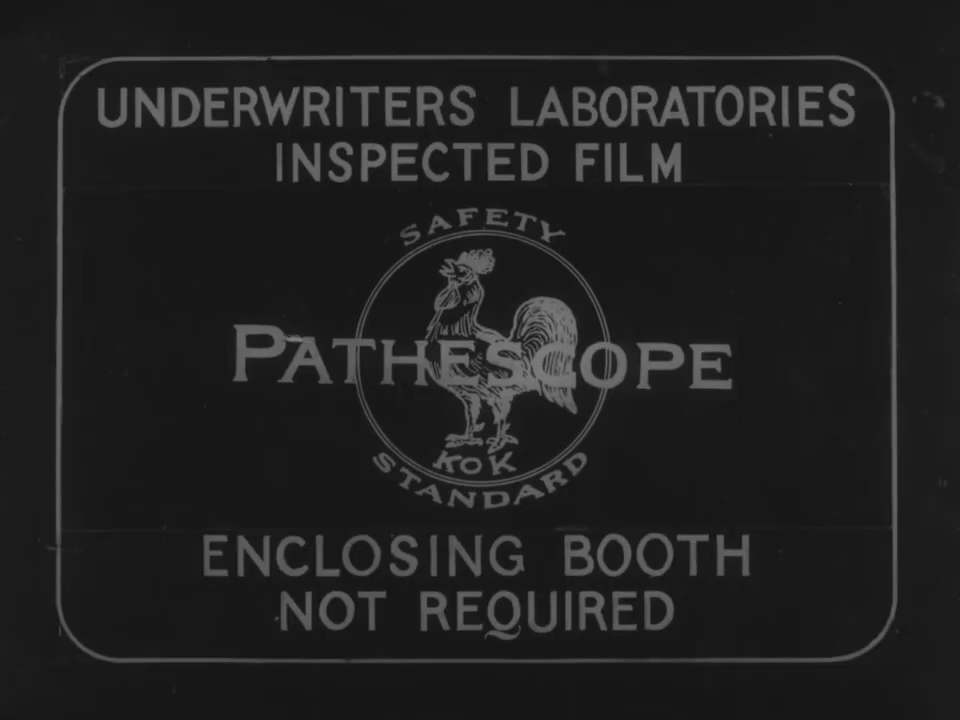 UNDERWRITERS LABORATORIES
INSPECTED FILM
SAFETY
PATHESCOPE
KOK
STANDARD
ENCLOSING BOOTH
NOT REQUIRED